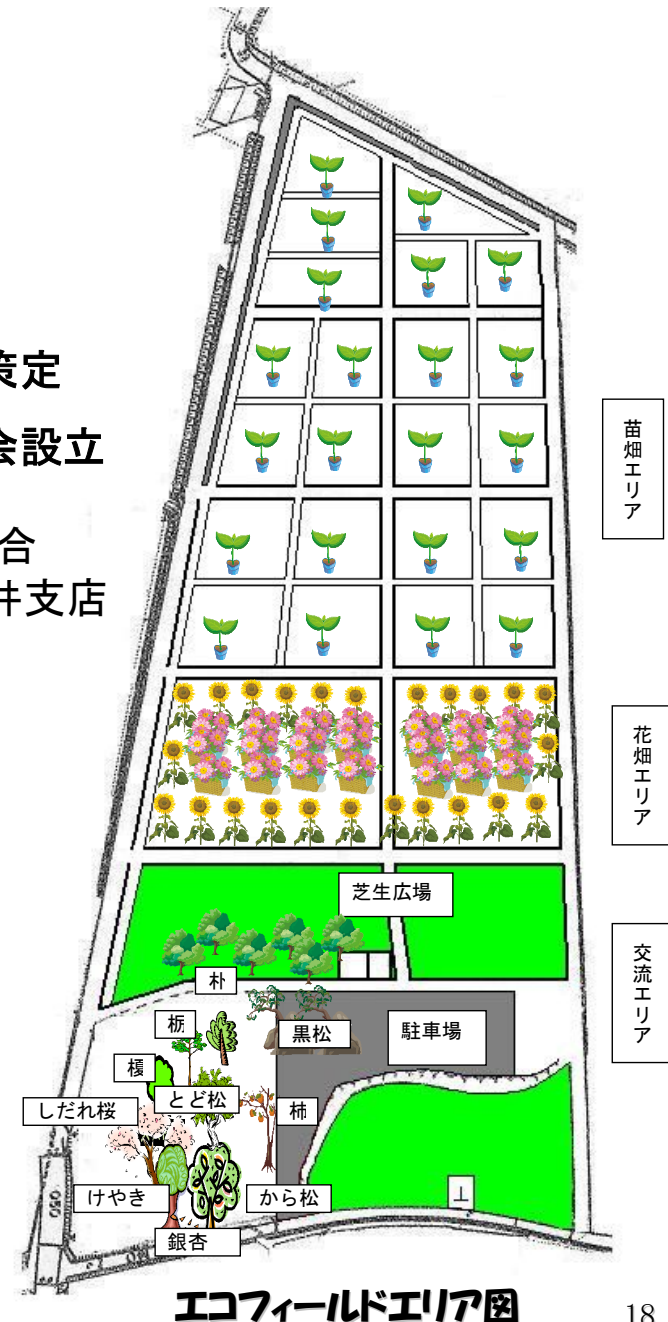 策定
会設立
合
井支店
苗畑エリア
花畑エリア
芝生広場
交流エリア
朴
栃
黒松
駐車場
榎
とど松
しだれ桜
柿
けやき
から松
銀杏
エコフィールドエリア図
18